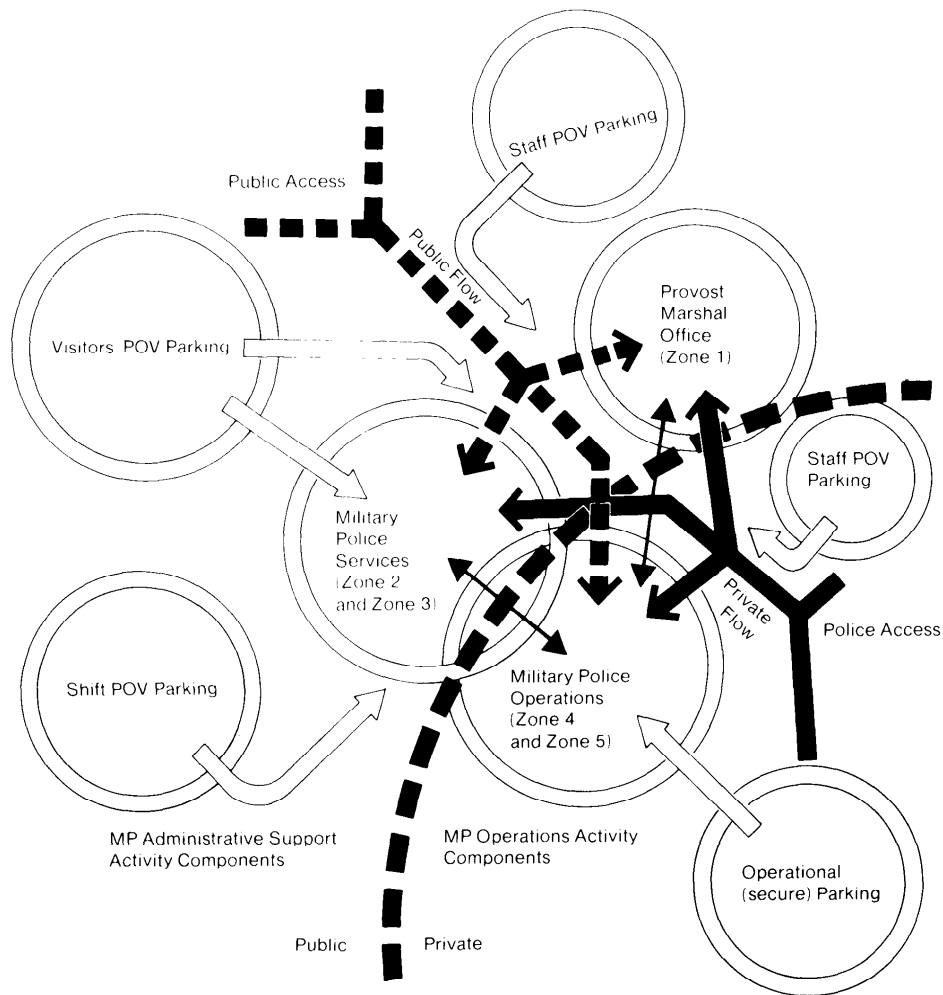 Staff POV Parking
Public Access
Public Flow
Provost
Marshal
Office
(Zone 1)
Visitors POV Parking
Staff POV
Parking
Military
Police
Services
(Zone 2
and Zone 3)
Private
Flow
Police Access
Shift POV Parking
Military Police
Operations
(Zone 4
and Zone 5)
MP Administrative Support
Activity Components
MP Operations Activity
Components
Operational
(secure) Parking
Public
Private